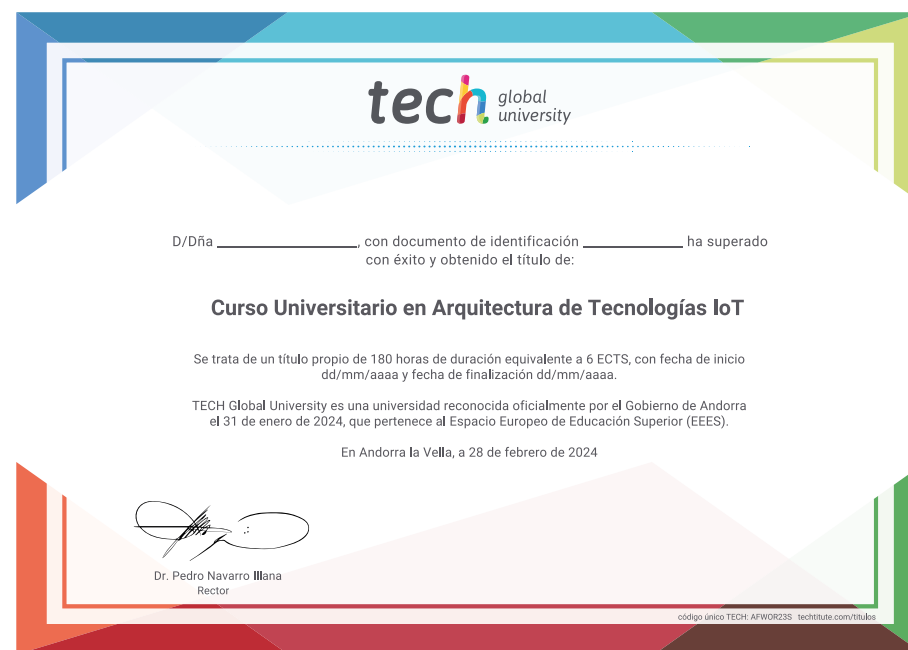 tech global university
D/Dña ____________________, con documento de identificación ______________ ha superado
con éxito y obtenido el título de:
Curso Universitario en Arquitectura de Tecnologías IoT
Se trata de un título propio de 180 horas de duración equivalente a 6 ECTS, con fecha de inicio
dd/mm/aaaa y fecha de finalización dd/mm/aaaa.
TECH Global University es una universidad reconocida oficialmente por el Gobierno de Andorra
el 31 de enero de 2024, que pertenece al Espacio Europeo de Educación Superior (EEES).
En Andorra la Vella, a 28 de febrero de 2024
Dr. Pedro Navarro Illana
Rector
código único TECH: AFWOR23S techtitute.com/titulos